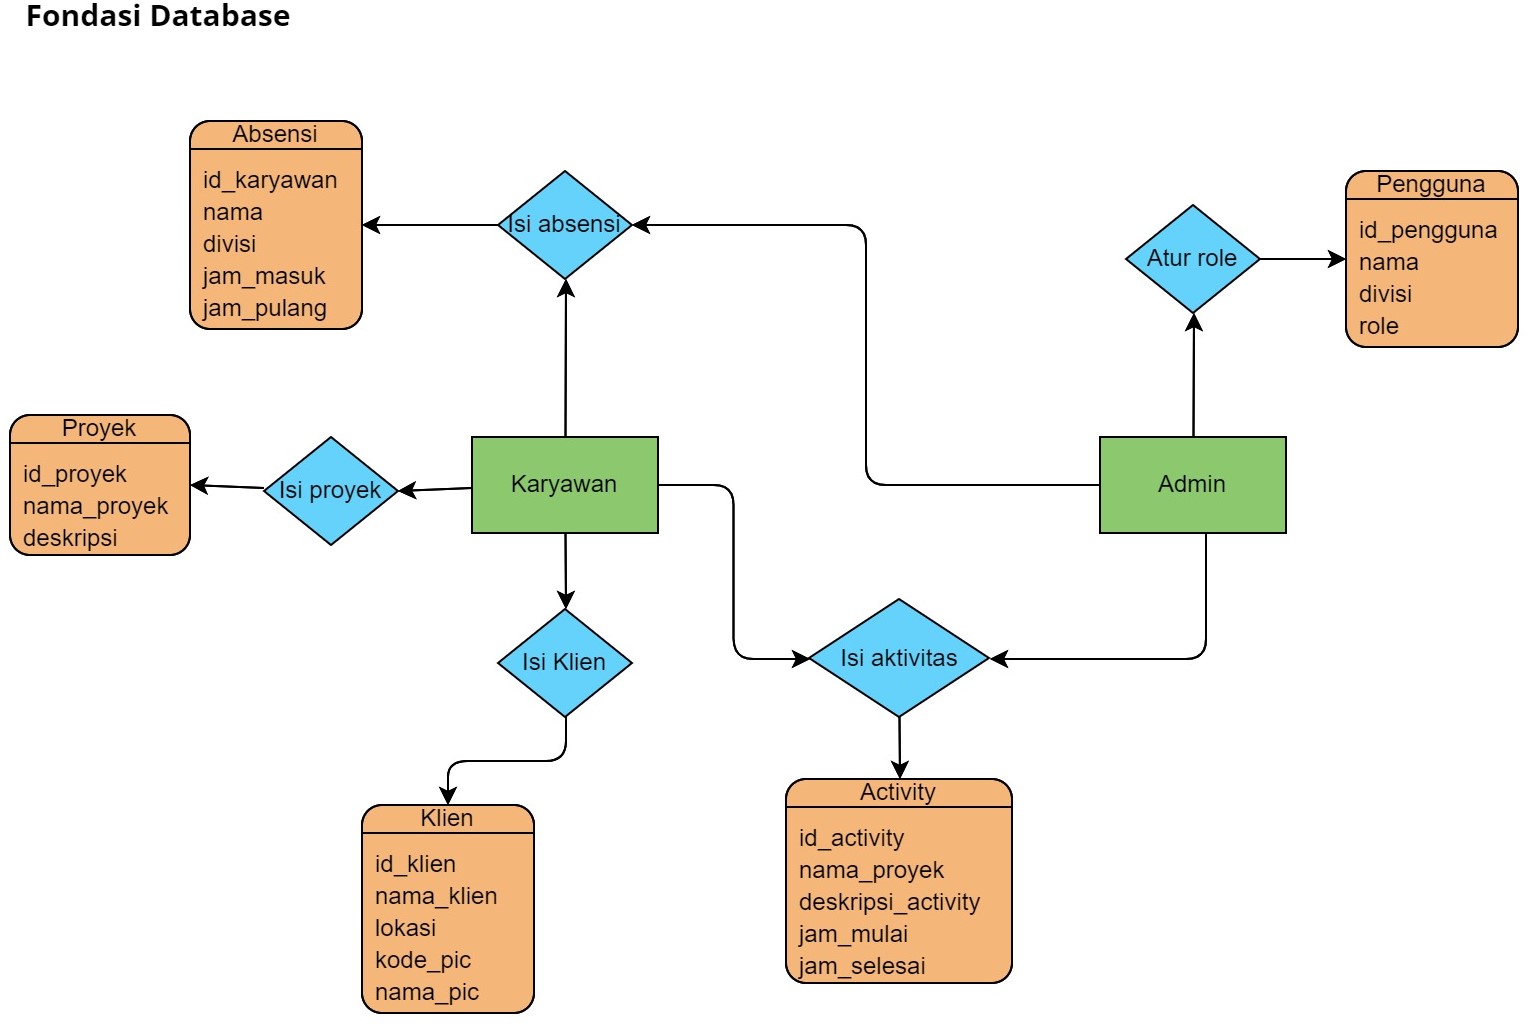 Fondasi Database
Absensi
id_karyawan
nama
divisi
jam_masuk
jam_pulang
Isi absensi
Atur role
Pengguna
id_pengguna
nama
divisi
role
Proyek
id_proyek
nama_proyek
deskripsi
Isi proyek
Karyawan
Admin
Isi Klien
Isi aktivitas
Klien
id_klien
nama_klien
lokasi
kode_pic
nama_pic
Activity
id_activity
nama_proyek
deskripsi_activity
jam_mulai
jam_selesai